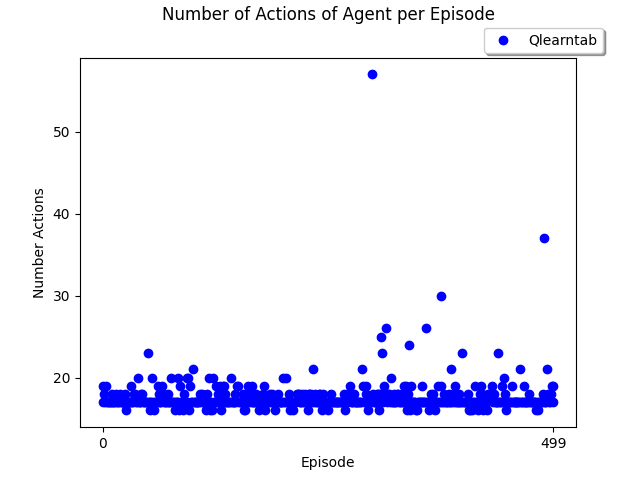 Number of Actions of Agent per Episode
Qlearntab
50
40
30
20
Number Actions
0
499
Episode